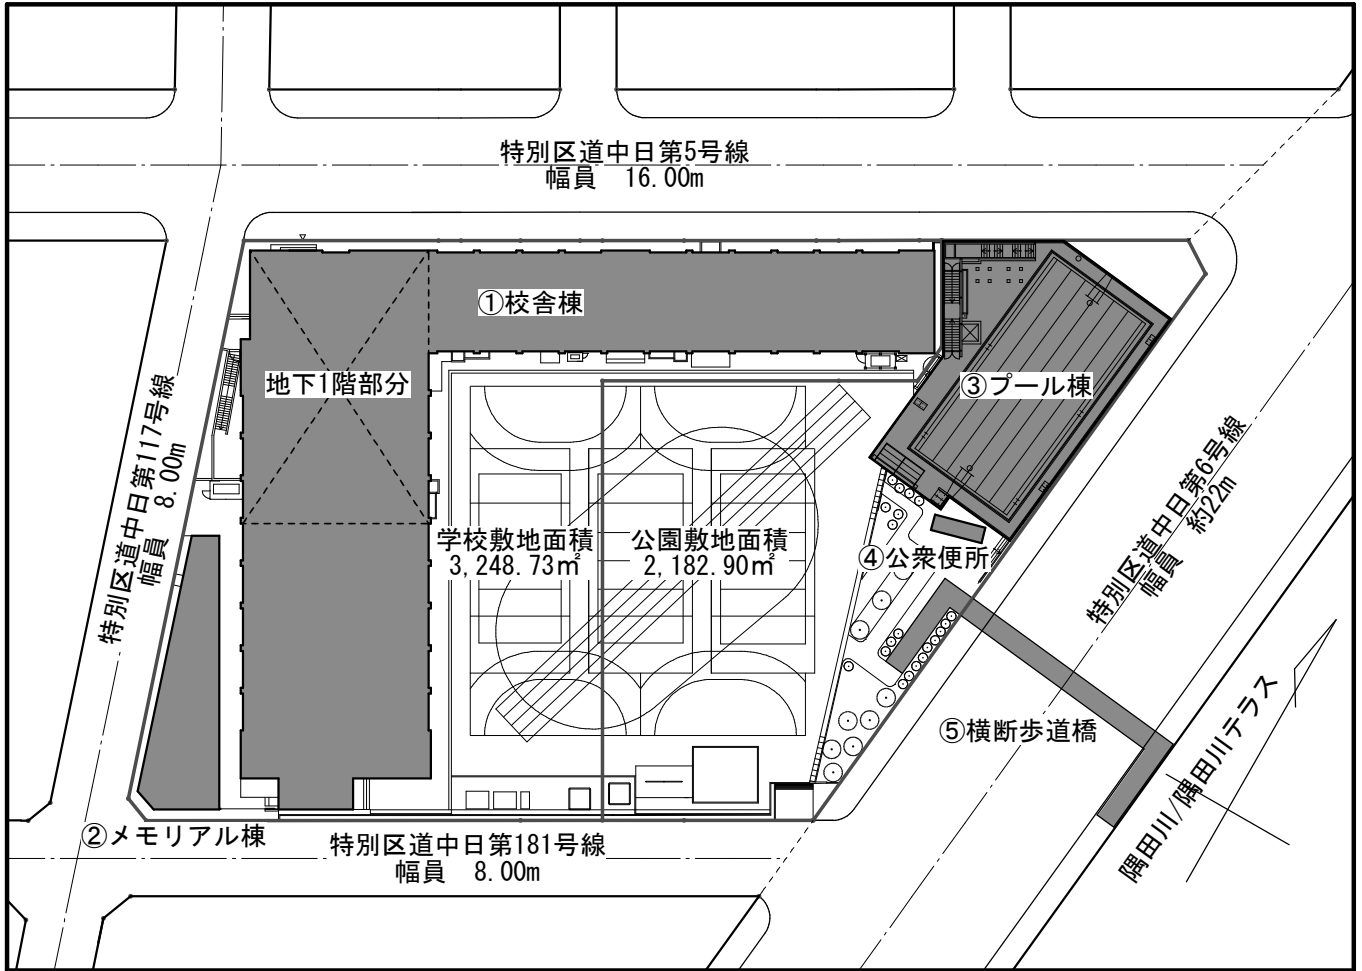 特別区道中日第5号線
幅員　16.00m
①校舎棟
地下1階部分
③プール棟
特別区道中日第117号線
幅員　8.00m
特別区道中日第6号線
幅員　約22m
学校敷地面積
3,248.73㎡
公園敷地面積
2,182.90㎡
④公衆便所
⑤横断歩道橋
隅田川/隅田川テラス
②メモリアル棟
特別区道中日第181号線
幅員　8.00m